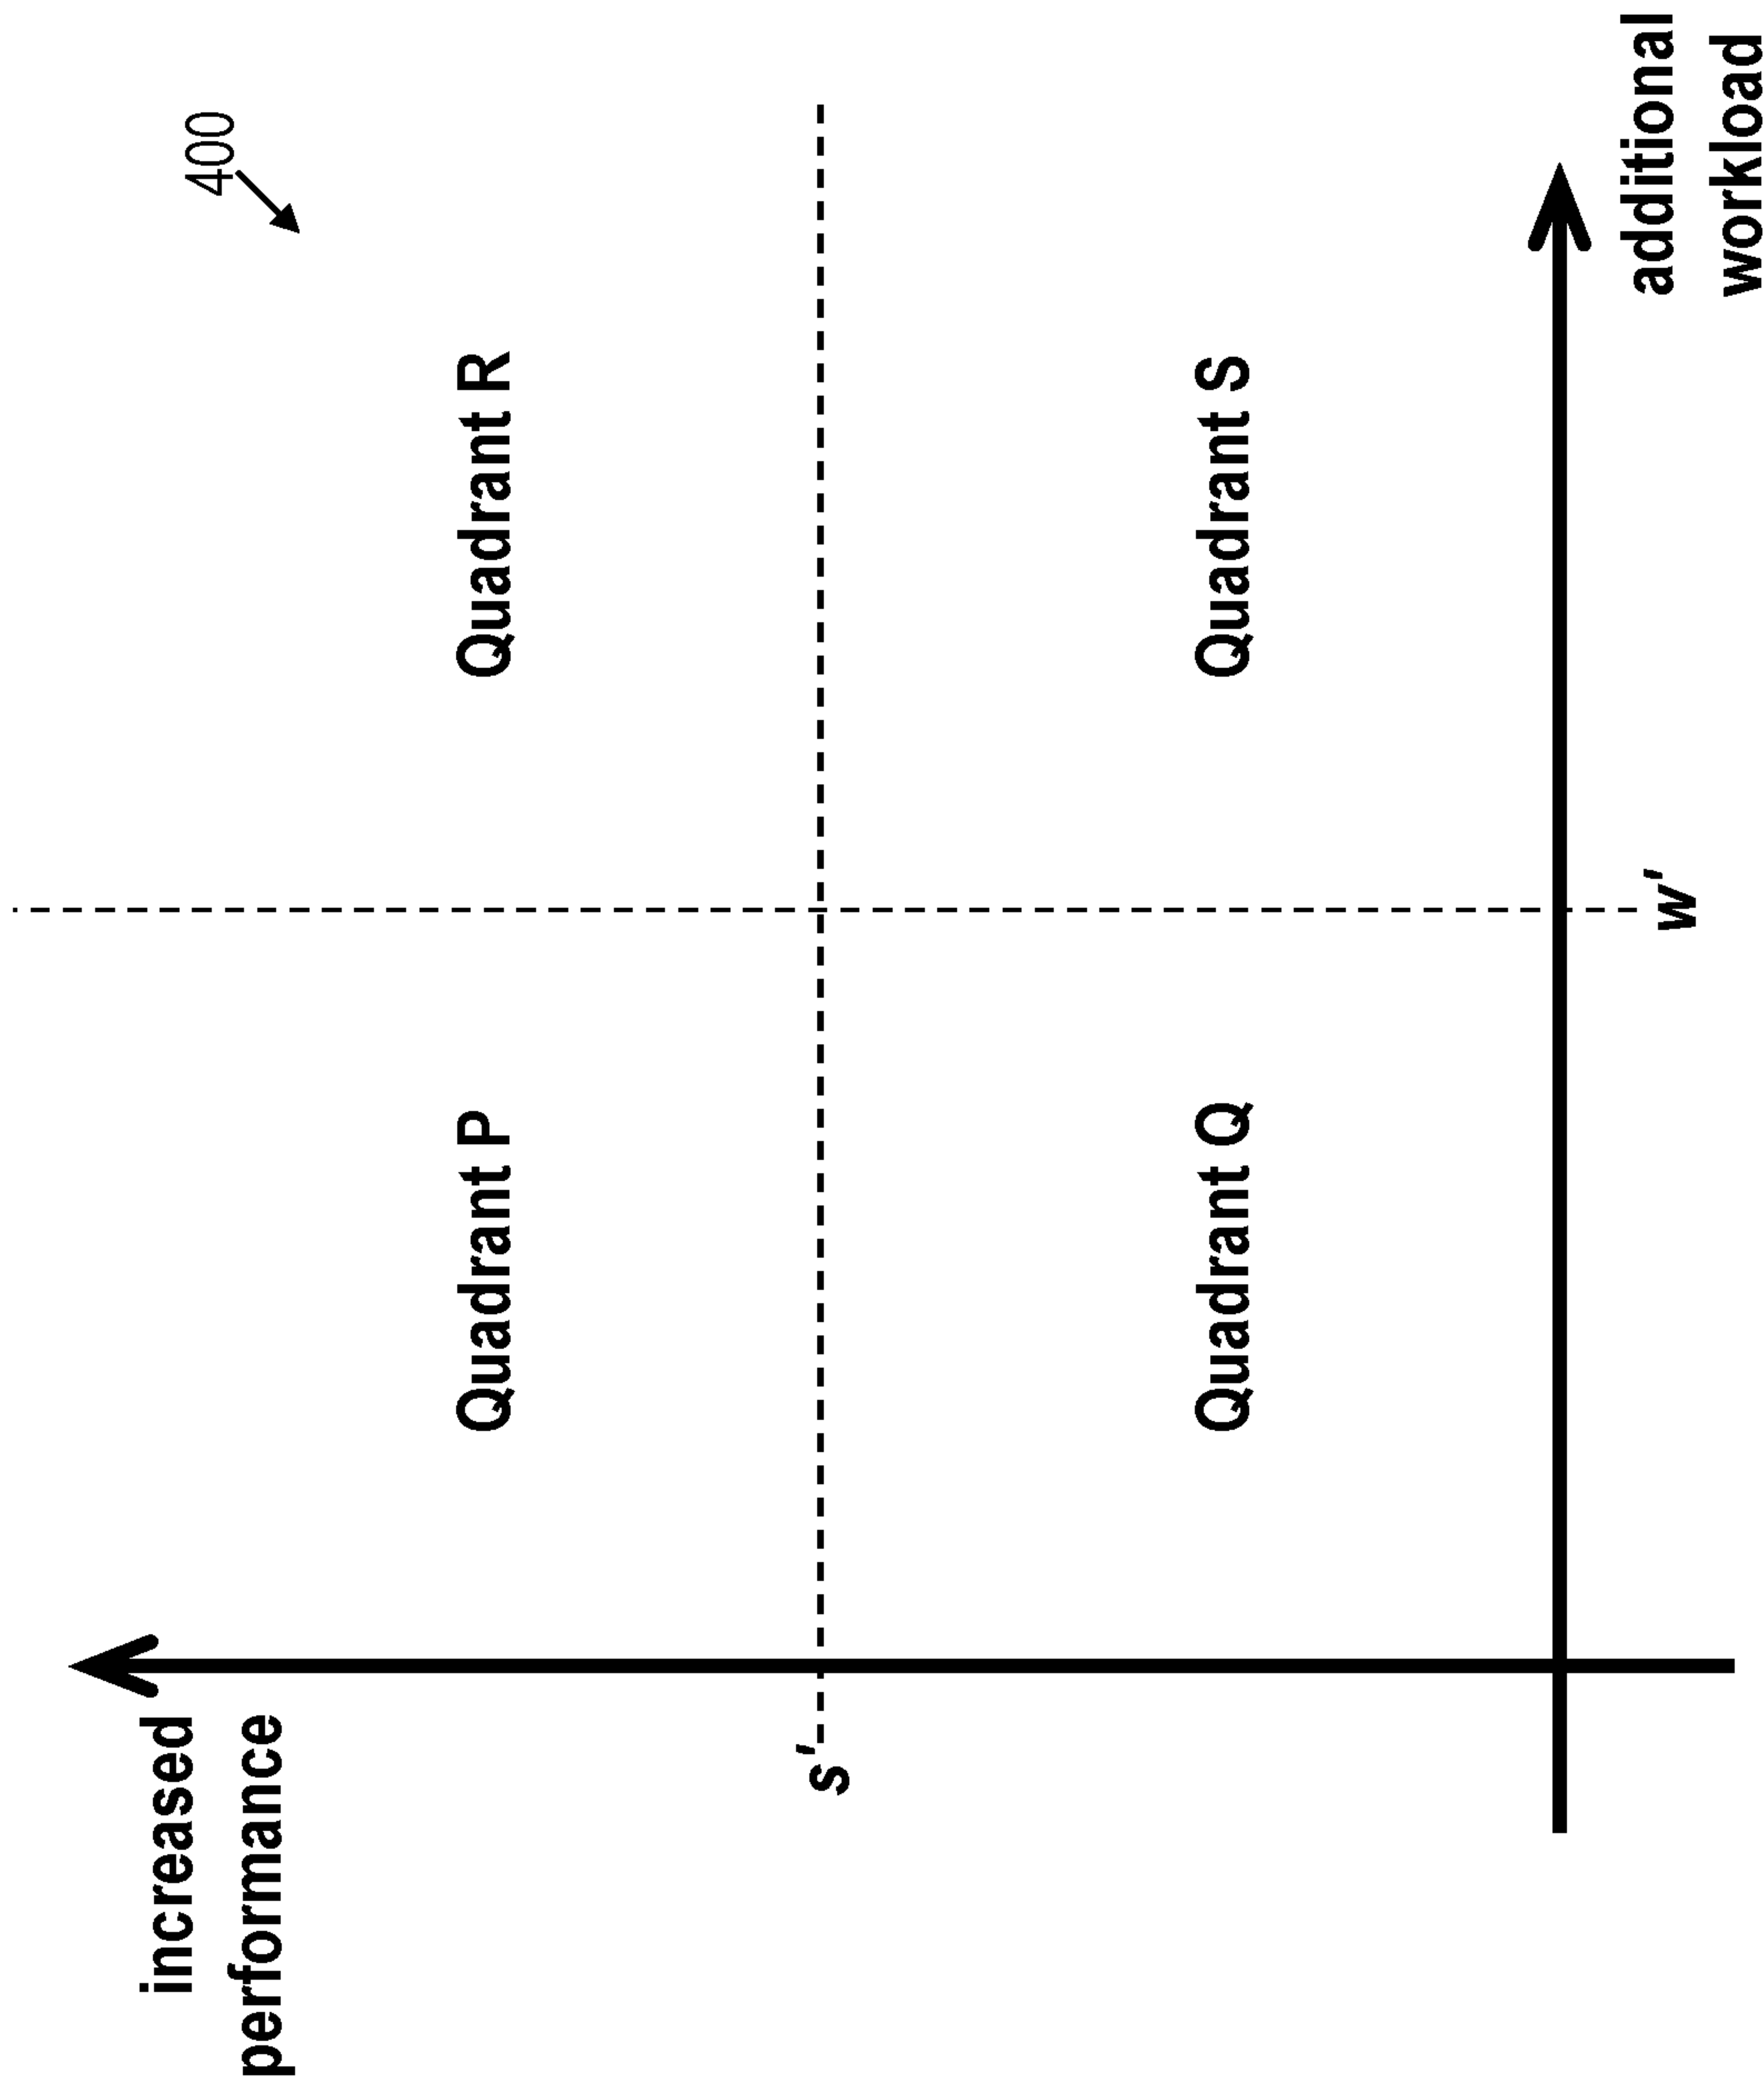 increased
performance
400
Quadrant P
Quadrant R
s'
Quadrant Q
Quadrant S
w'
additional
workload